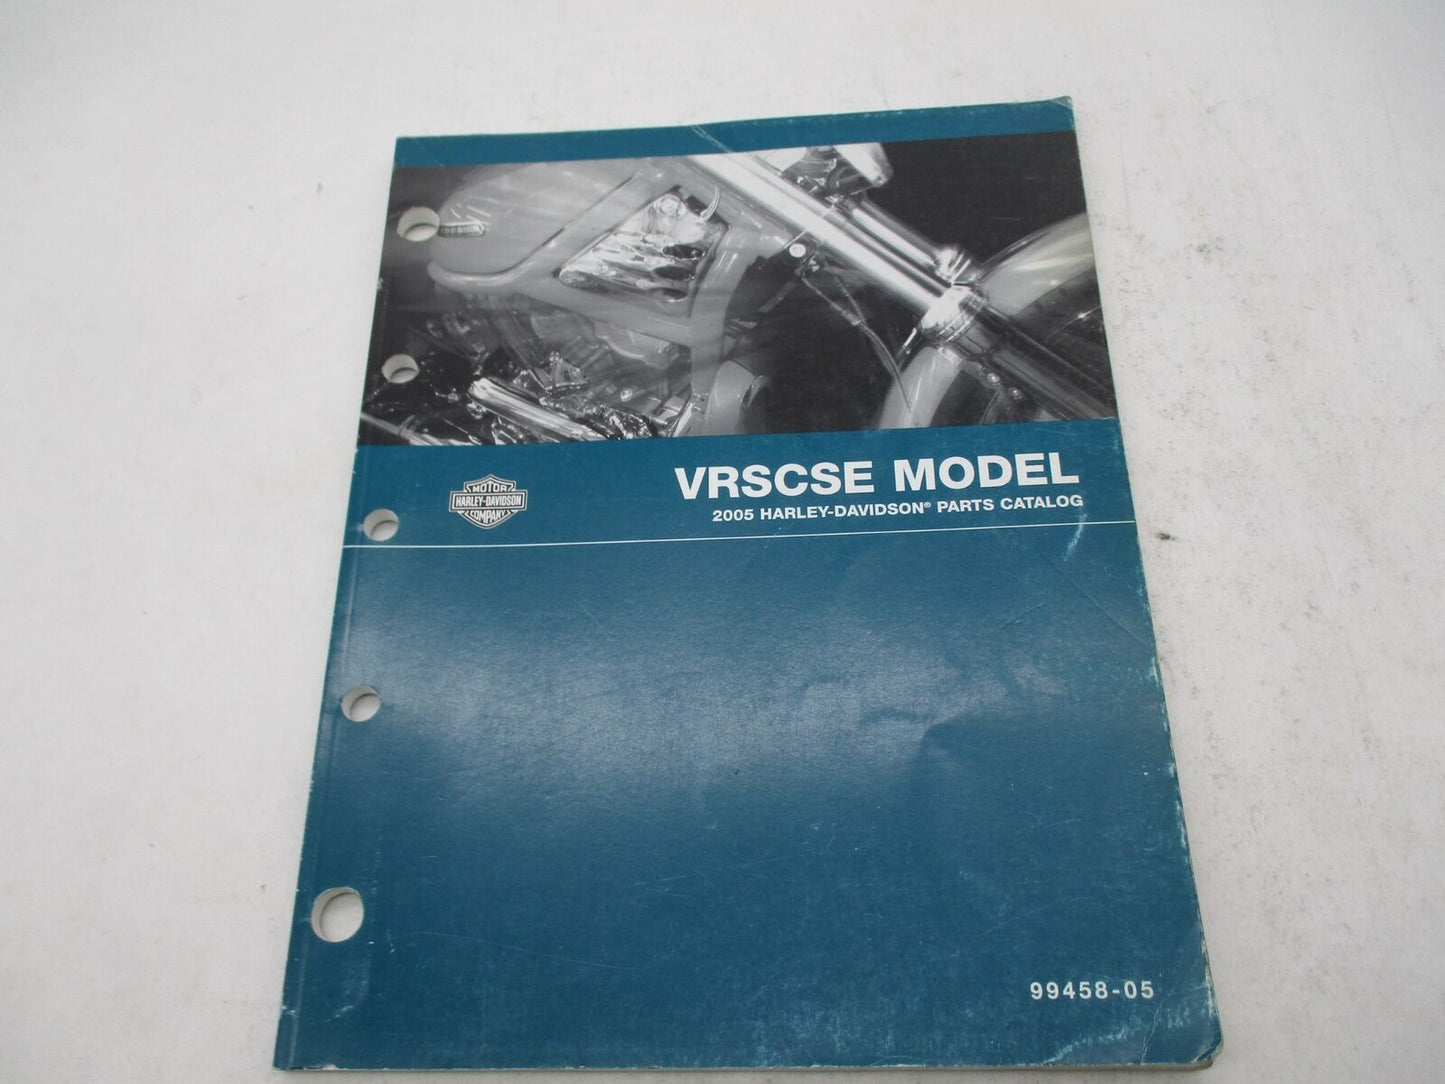 VRSCSE MODEL
2005 HARLEY-DAVIDSON® PARTS CATALOG
MOTOR
HARLEY-DAVIDSON
COMPANY
99458-05